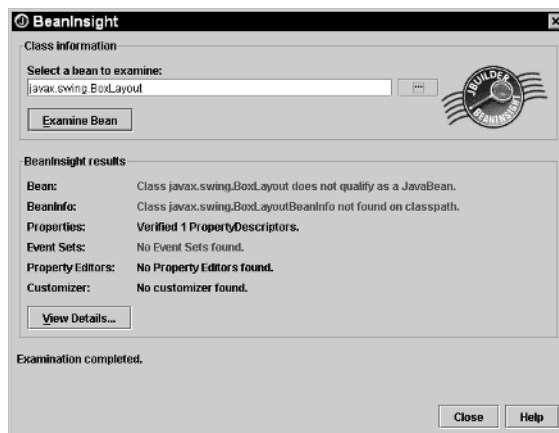 BeanInsight
Class information
Select a bean to examine:
javax.swing.BoxLayout
...
JBUILDER
BEANINSIGHT
Examine Bean
BeanInsight results
Bean: Class javax.swing.BoxLayout does not qualify as a JavaBean.
BeanInfo: Class javax.swing.BoxLayoutBeanInfo not found on classpath.
Properties: Verified 1 PropertyDescriptors.
Event Sets: No Event Sets found.
Property Editors: No Property Editors found.
Customizer: No customizer found.
View Details...
Examination completed.
Close Help